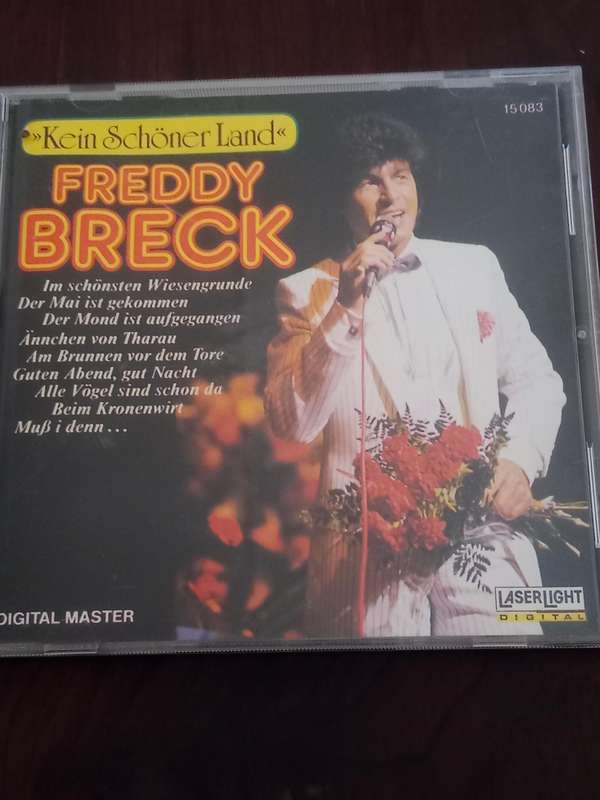 15 083
»Kein Schöner Land«
FREDDY
BRECK
Im schönsten Wiesengrunde
Der Mai ist gekommen
Der Mond ist aufgegangen
Ännchen von Tharau
Am Brunnen vor dem Tore
Guten Abend, gut Nacht
Alle Vögel sind schon da
Beim Kronenwirt
Muß i denn . . .
DIGITAL MASTER
LASERLIGHT
DIGITAL